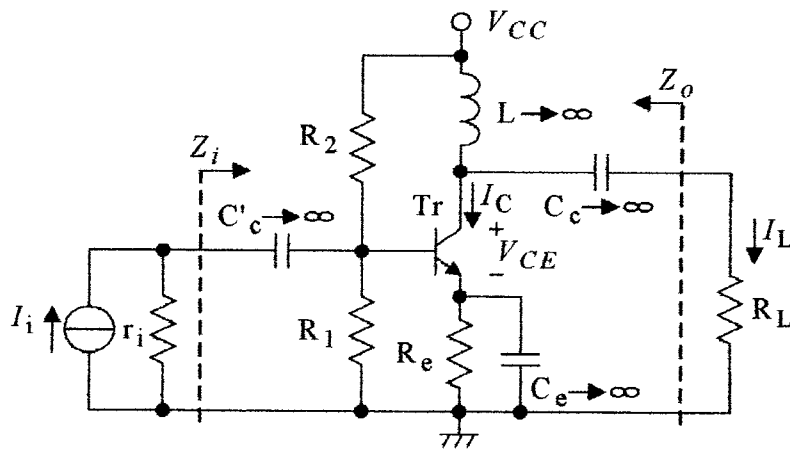 V_CC
Z_o
L→∞
R_2
Z_i
C'_c→∞
Tr
I_C
C_c→∞
I_L
+
V_CE
−
I_i
r_i
R_1
R_e
C_e→∞
R_L